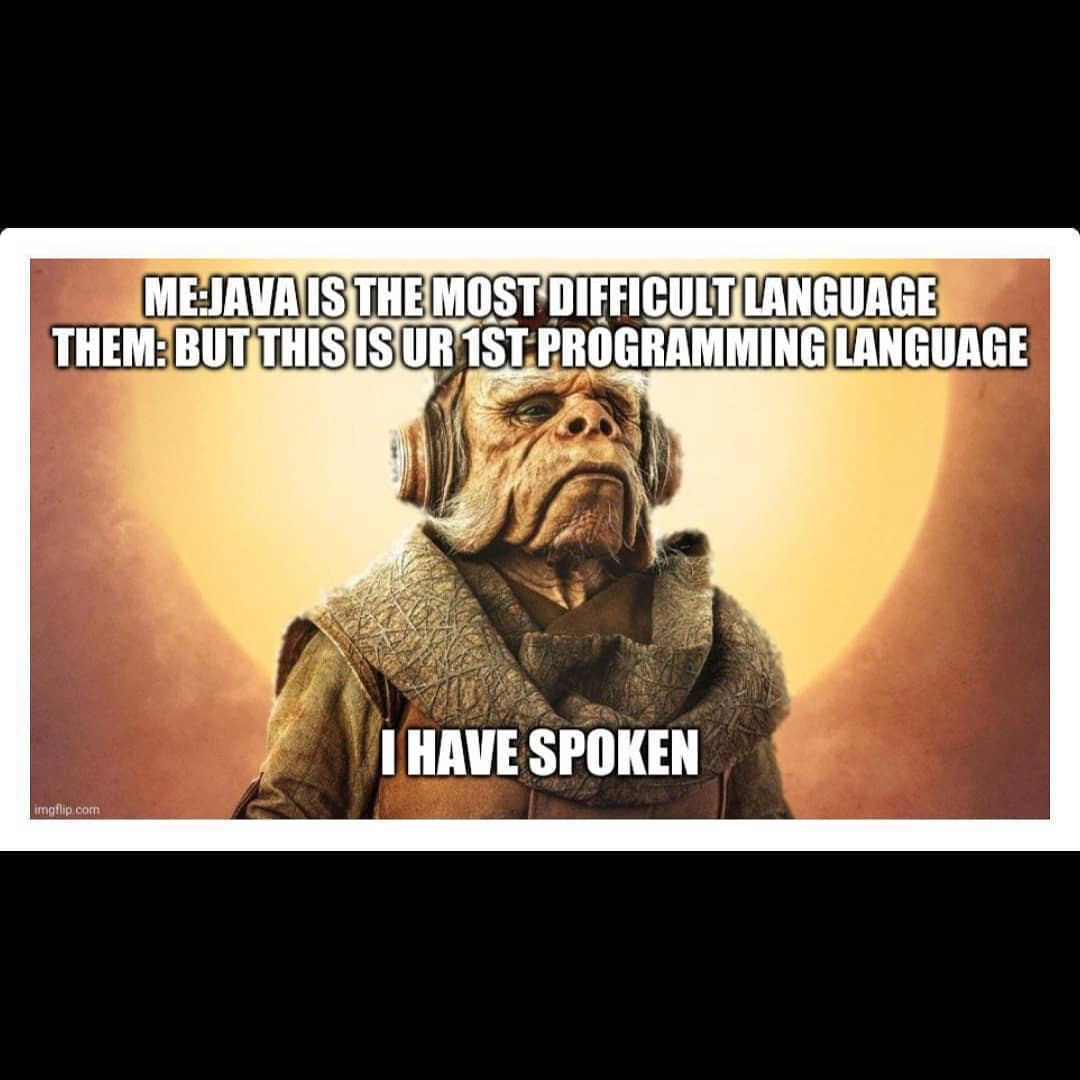 ME:JAVA IS THE MOST DIFFICULT LANGUAGE
THEM: BUT THIS IS UR 1ST PROGRAMMING LANGUAGE
I HAVE SPOKEN
imgflip.com